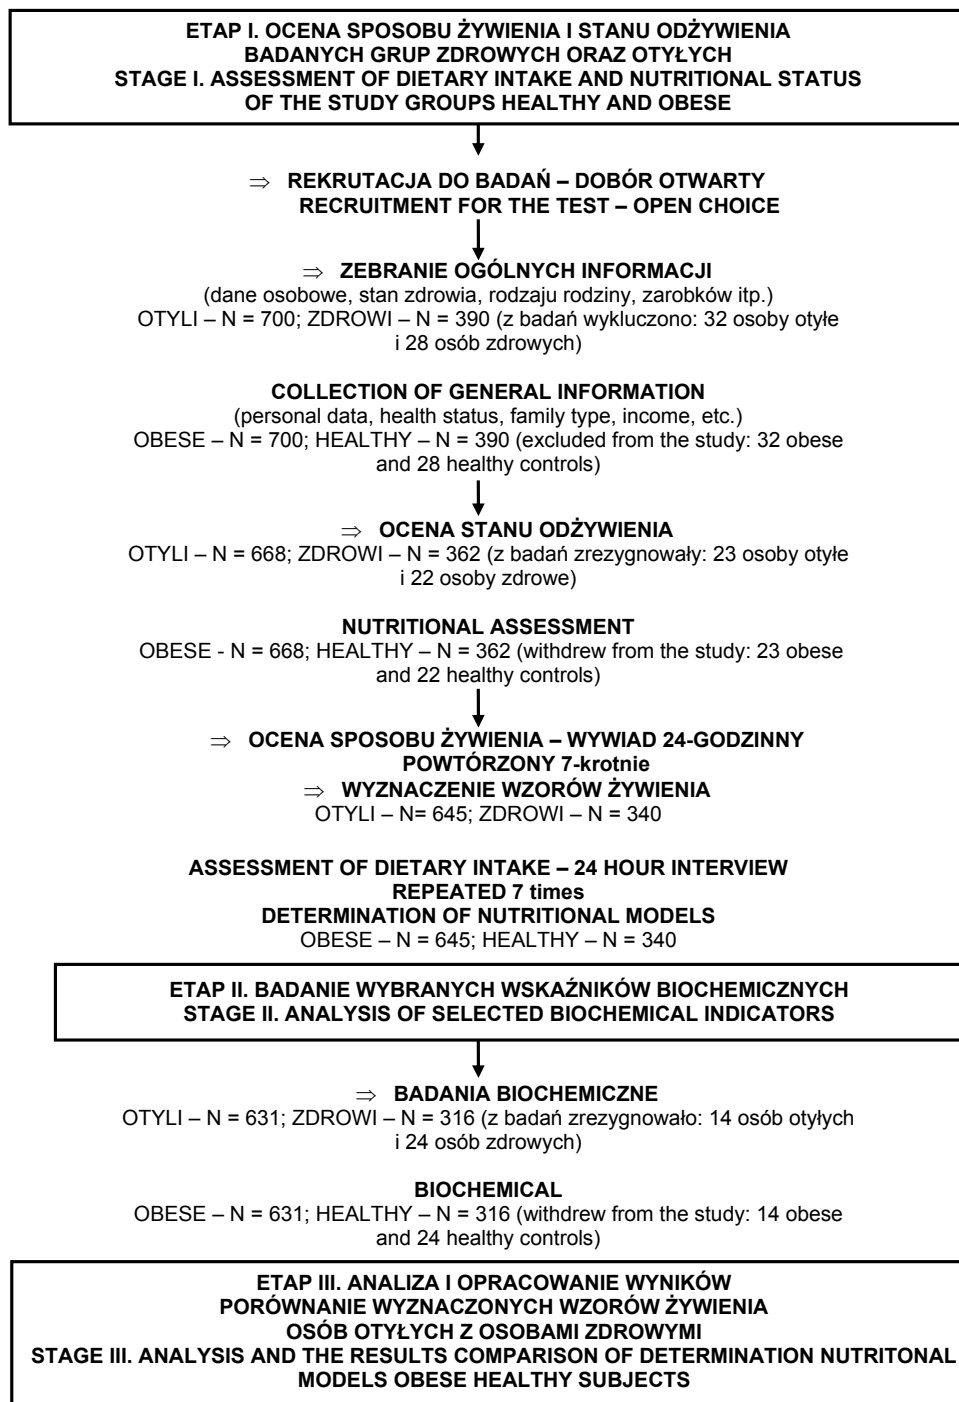 ETAP I. OCENA SPOSOBU ŻYWIENIA I STANU ODŻYWIENIA
BADANYCH GRUP ZDROWYCH ORAZ OTYŁYCH
STAGE I. ASSESSMENT OF DIETARY INTAKE AND NUTRITIONAL STATUS
OF THE STUDY GROUPS HEALTHY AND OBESE
⇒ REKRUTACJA DO BADAŃ – DOBÓR OTWARTY
RECRUITMENT FOR THE TEST – OPEN CHOICE
⇒ ZEBRANIE OGÓLNYCH INFORMACJI
(dane osobowe, stan zdrowia, rodzaju rodziny, zarobków itp.)
OTYLI – N = 700; ZDROWI – N = 390 (z badań wykluczono: 32 osoby otyłe
i 28 osób zdrowych)
COLLECTION OF GENERAL INFORMATION
(personal data, health status, family type, income, etc.)
OBESE – N = 700; HEALTHY – N = 390 (excluded from the study: 32 obese
and 28 healthy controls)
⇒ OCENA STANU ODŻYWIENIA
OTYLI – N = 668; ZDROWI – N = 362 (z badań zrezygnowały: 23 osoby otyłe
i 22 osoby zdrowe)
NUTRITIONAL ASSESSMENT
OBESE - N = 668; HEALTHY – N = 362 (withdrew from the study: 23 obese
and 22 healthy controls)
⇒ OCENA SPOSOBU ŻYWIENIA – WYWIAD 24-GODZINNY
POWTÓRZONY 7-krotnie
⇒ WYZNACZENIE WZORÓW ŻYWIENIA
OTYLI – N= 645; ZDROWI – N = 340
ASSESSMENT OF DIETARY INTAKE – 24 HOUR INTERVIEW
REPEATED 7 times
DETERMINATION OF NUTRITIONAL MODELS
OBESE – N = 645; HEALTHY – N = 340
ETAP II. BADANIE WYBRANYCH WSKAŹNIKÓW BIOCHEMICZNYCH
STAGE II. ANALYSIS OF SELECTED BIOCHEMICAL INDICATORS
⇒ BADANIA BIOCHEMICZNE
OTYLI – N = 631; ZDROWI – N = 316 (z badań zrezygnowało: 14 osób otyłych
i 24 osób zdrowych)
BIOCHEMICAL
OBESE – N = 631; HEALTHY – N = 316 (withdrew from the study: 14 obese
and 24 healthy controls)
ETAP III. ANALIZA I OPRACOWANIE WYNIKÓW
PORÓWNANIE WYZNACZONYCH WZORÓW ŻYWIENIA
OSÓB OTYŁYCH Z OSOBAMI ZDROWYMI
STAGE III. ANALYSIS AND THE RESULTS COMPARISON OF DETERMINATION NUTRITONAL
MODELS OBESE HEALTHY SUBJECTS